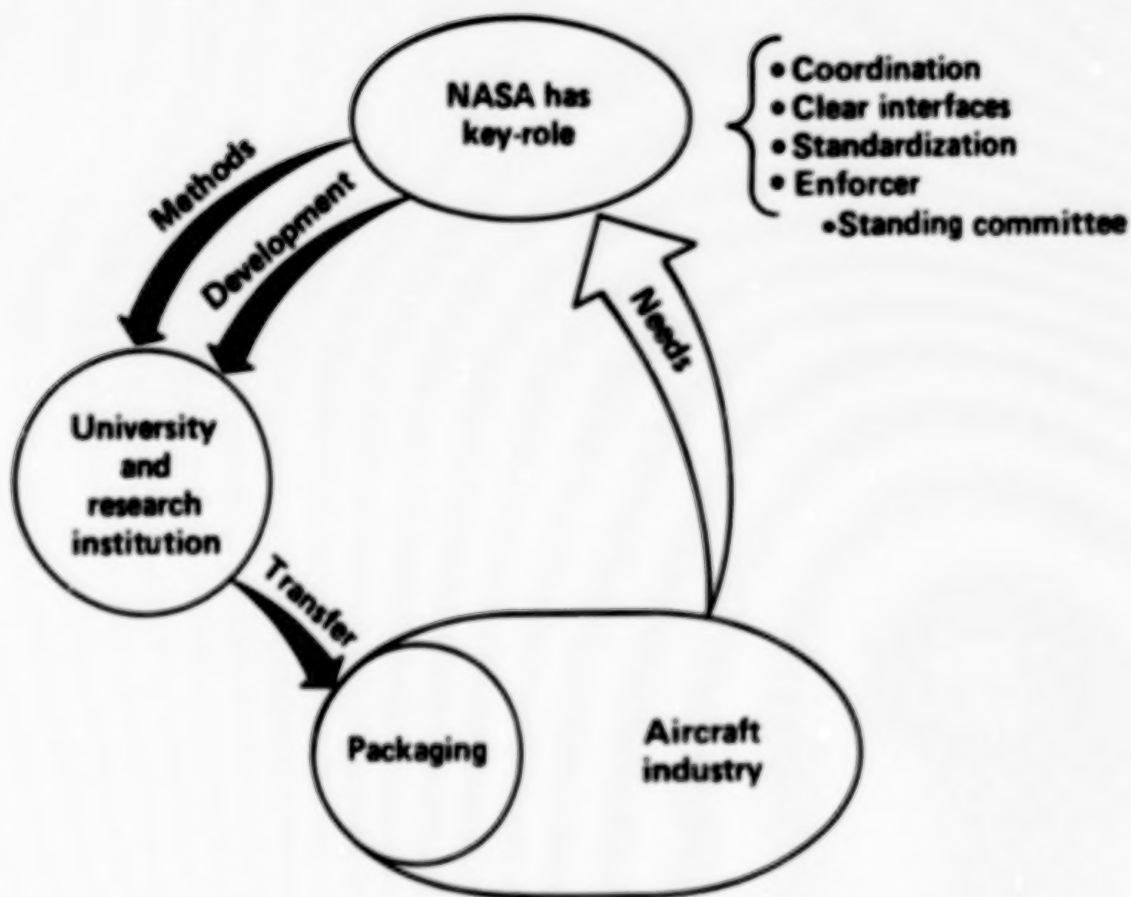 NASA has
key-role
• Coordination
• Clear interfaces
• Standardization
• Enforcer
•Standing committee
Methods
Development
Needs
University
and
research
institution
Transfer
Packaging
Aircraft
industry